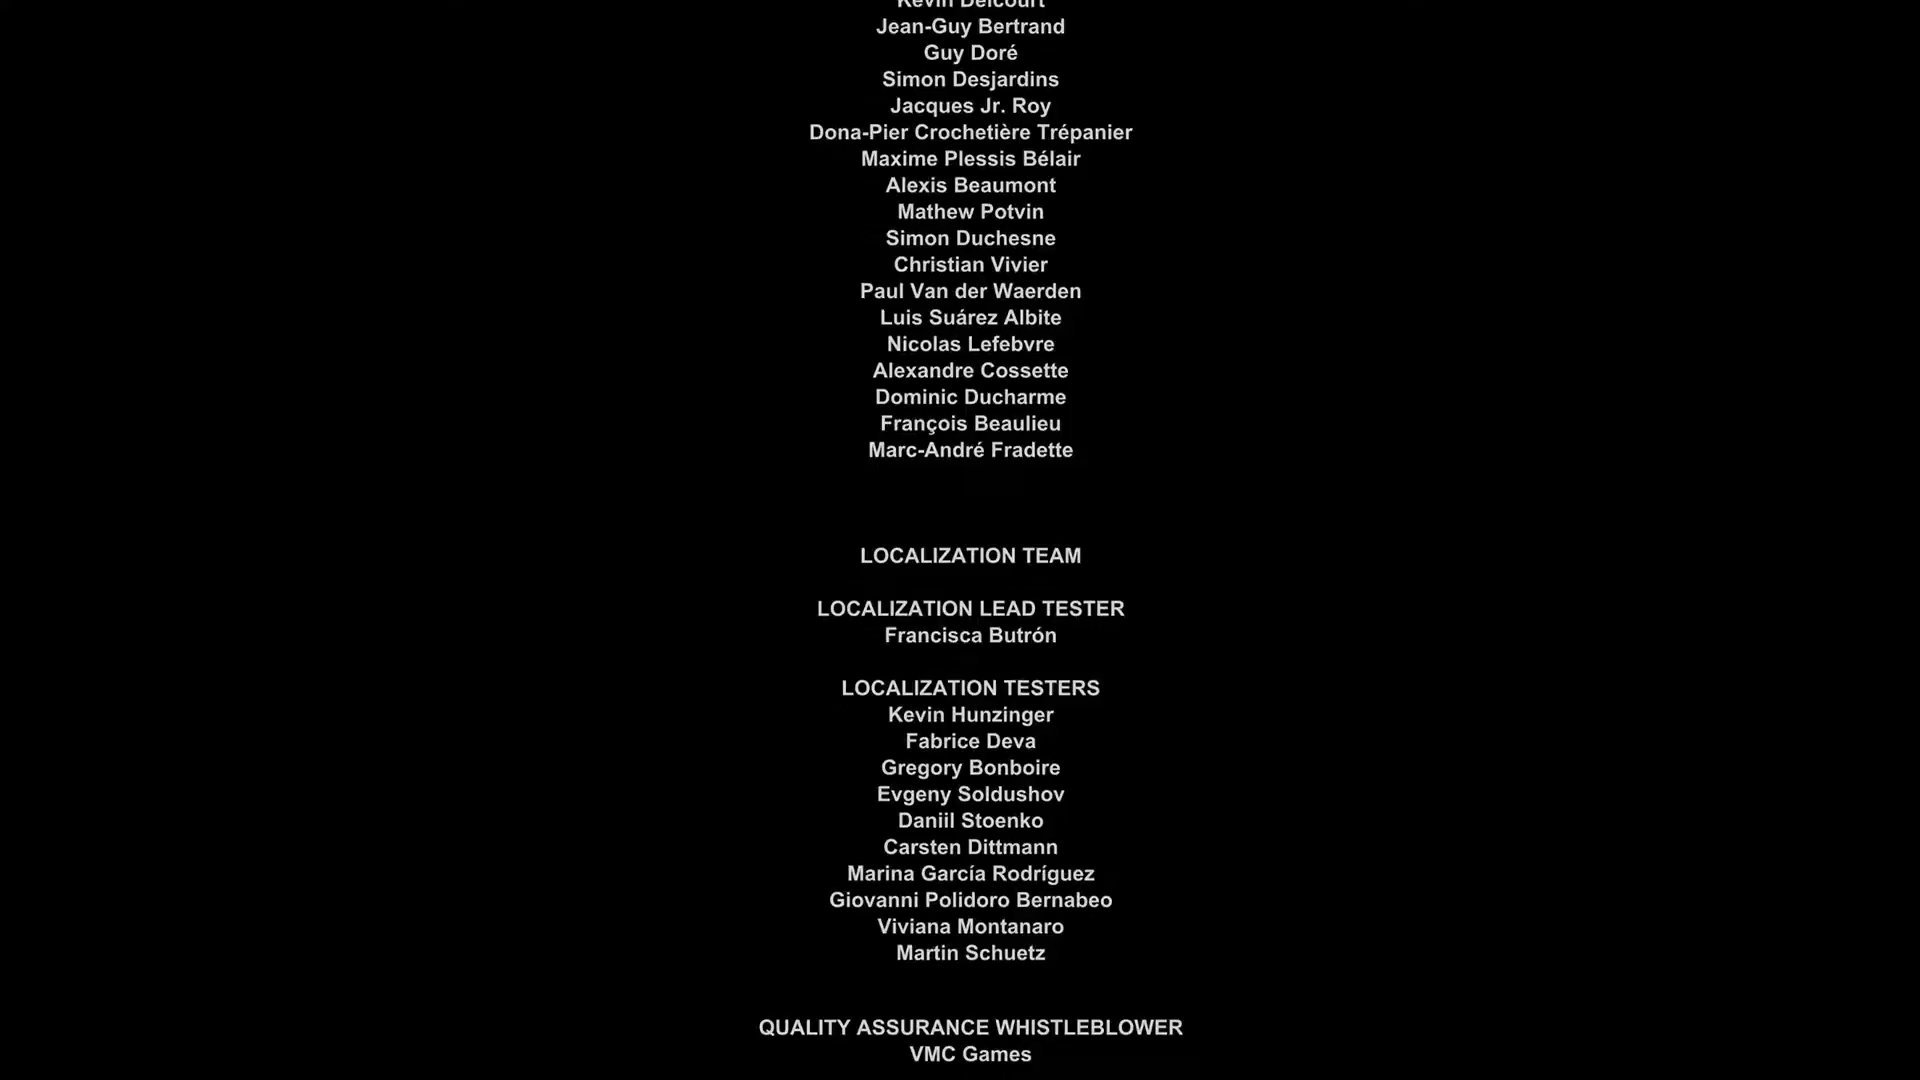 Kevin Delcourt
Jean-Guy Bertrand
Guy Doré
Simon Desjardins
Jacques Jr. Roy
Dona-Pier Crochetière Trépanier
Maxime Plessis Bélair
Alexis Beaumont
Mathew Potvin
Simon Duchesne
Christian Vivier
Paul Van der Waerden
Luis Suárez Albite
Nicolas Lefebvre
Alexandre Cossette
Dominic Ducharme
François Beaulieu
Marc-André Fradette
LOCALIZATION TEAM
LOCALIZATION LEAD TESTER
Francisca Butrón
LOCALIZATION TESTERS
Kevin Hunzinger
Fabrice Deva
Gregory Bonboire
Evgeny Soldushov
Daniil Stoenko
Carsten Dittmann
Marina García Rodríguez
Giovanni Polidoro Bernabeo
Viviana Montanaro
Martin Schuetz
QUALITY ASSURANCE WHISTLEBLOWER
VMC Games